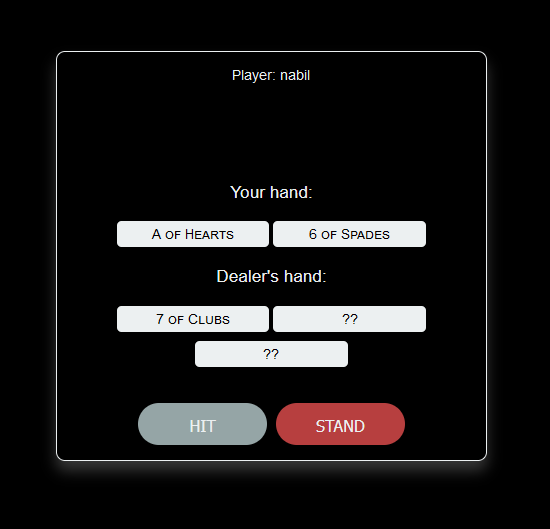 Player: nabil
Your hand:
A of Hearts 6 of Spades
Dealer's hand:
7 of Clubs ??
??
HIT STAND